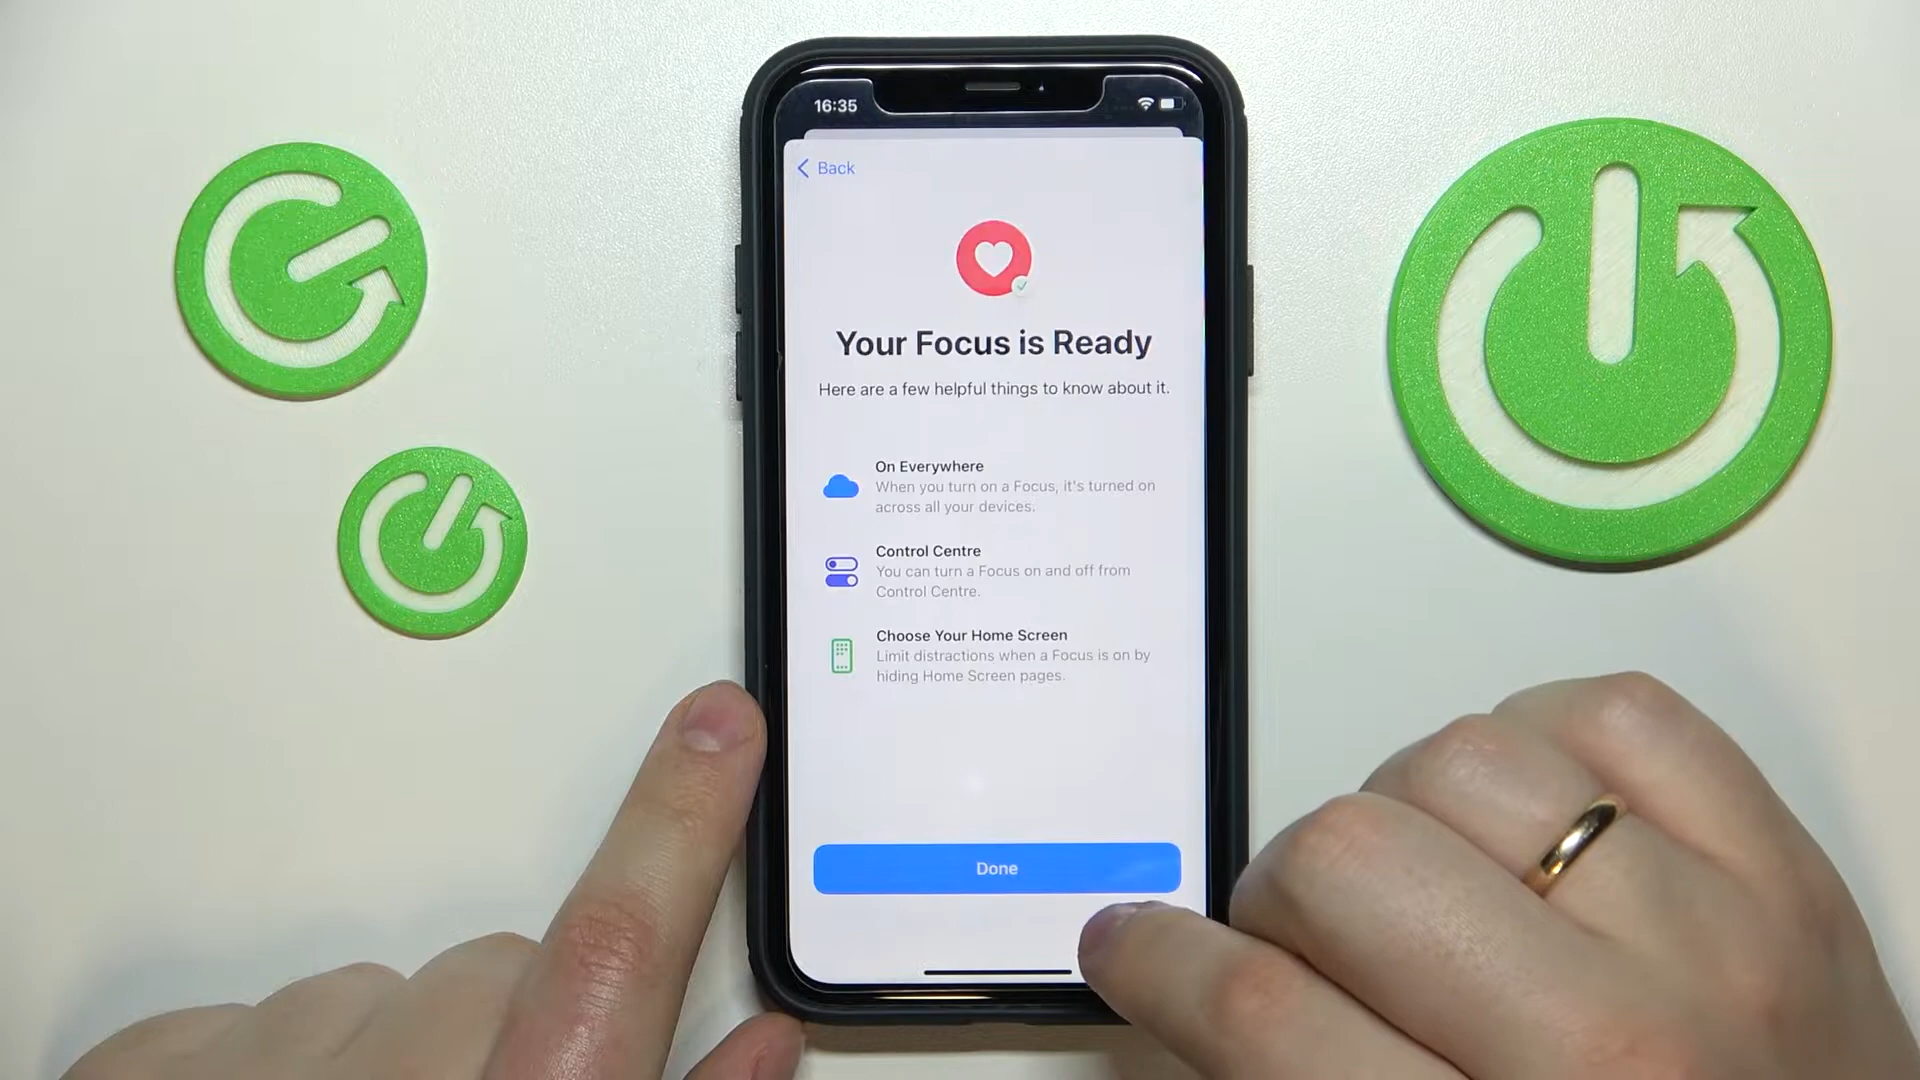 16:35
Back
Your Focus is Ready
Here are a few helpful things to know about it.
On Everywhere
When you turn on a Focus, it's turned on
across all your devices.
Control Centre
You can turn a Focus on and off from
Control Centre.
Choose Your Home Screen
Limit distractions when a Focus is on by
hiding Home Screen pages.
Done